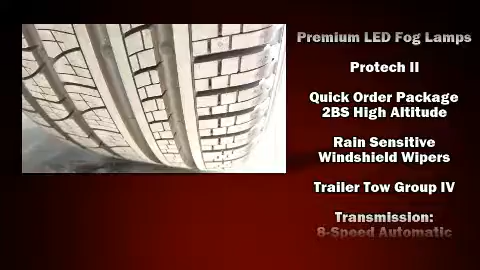 Premium LED Fog Lamps
Protech II
Quick Order Package
2BS High Altitude
Rain Sensitive
Windshield Wipers
Trailer Tow Group IV
Transmission:
8-Speed Automatic